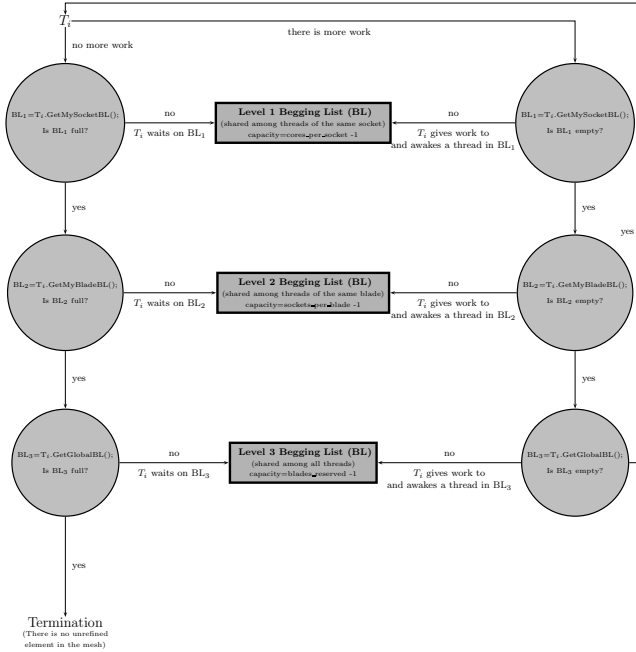 T_i
there is more work
no more work
BL_1=T_i.GetMySocketBL();
Is BL_1 full?
no
T_i waits on BL_1
Level 1 Begging List (BL)
(shared among threads of the same socket)
capacity=cores_per_socket -1
no
T_i gives work to
and awakes a thread in BL_1
BL_1=T_i.GetMySocketBL();
Is BL_1 empty?
yes
yes
yes
BL_2=T_i.GetMyBladeBL();
Is BL_2 full?
no
T_i waits on BL_2
Level 2 Begging List (BL)
(shared among threads of the same blade)
capacity=sockets_per_blade -1
no
T_i gives work to
and awakes a thread in BL_2
BL_2=T_i.GetMyBladeBL();
Is BL_2 empty?
yes
yes
BL_3=T_i.GetGlobalBL();
Is BL_3 full?
no
T_i waits on BL_3
Level 3 Begging List (BL)
(shared among all threads)
capacity=blades_reserved -1
no
T_i gives work to
and awakes a thread in BL_3
BL_3=T_i.GetGlobalBL();
Is BL_3 empty?
yes
Termination
(There is no unrefined
element in the mesh)